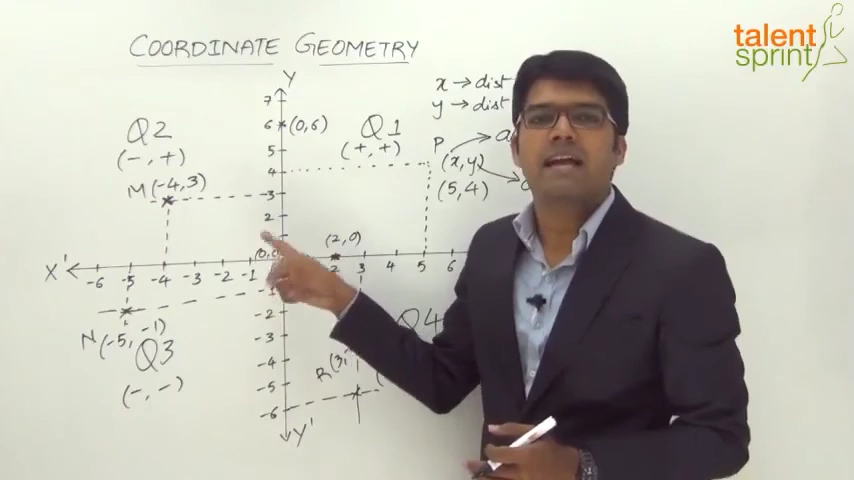 talent
sprint
COORDINATE GEOMETRY
x → dist
y → dist
Y
7
6 (0,6)
5
4
3
2
Q2
(-, +)
M (-4,3)
Q1
(+, +)
P
(x, y)
(5,4)
(2,0)
X'
-6 -5 -4 -3 -2 -1
2 3 4 5 6
-1
-2
-3
-4
-5
-6
Y'
N (-5, -1)
Q3
(-, -)
Q4
R (3,